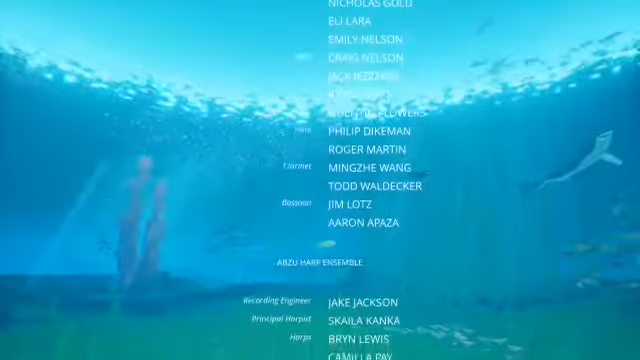 NICHOLAS GOLD
ELI LARA
EMILY NELSON
CRAIG NELSON
JACK
FLOWERS
PHILIP DIKEMAN
ROGER MARTIN
Clarinet MINGZHE WANG
TODD WALDECKER
Bassoon JIM LOTZ
AARON APAZA
ABZU HARP ENSEMBLE
Recording Engineer JAKE JACKSON
Principal Harpist SKAILA KANKA
Harps BRYN LEWIS
CAMILLA PAY